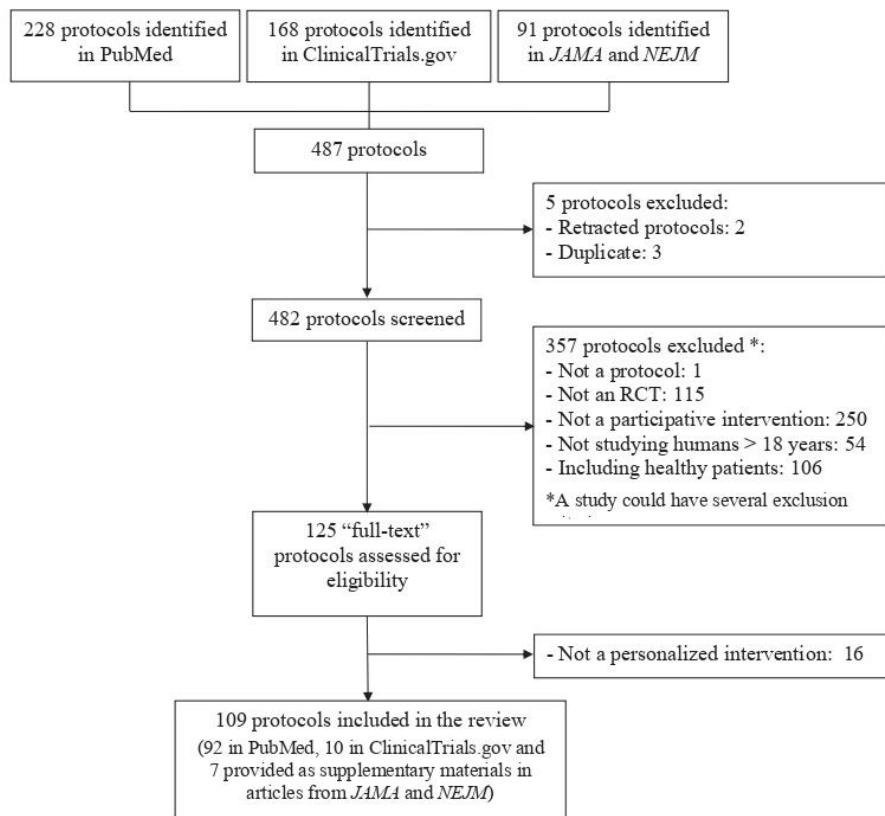 228 protocols identified
in PubMed
168 protocols identified
in ClinicalTrials.gov
91 protocols identified
in JAMA and NEJM
487 protocols
5 protocols excluded:
- Retracted protocols: 2
- Duplicate: 3
482 protocols screened
357 protocols excluded *:
- Not a protocol: 1
- Not an RCT: 115
- Not a participative intervention: 250
- Not studying humans > 18 years: 54
- Including healthy patients: 106
*A study could have several exclusion
125 “full-text”
protocols assessed for
eligibility
- Not a personalized intervention: 16
109 protocols included in the review
(92 in PubMed, 10 in ClinicalTrials.gov and
7 provided as supplementary materials in
articles from JAMA and NEJM)